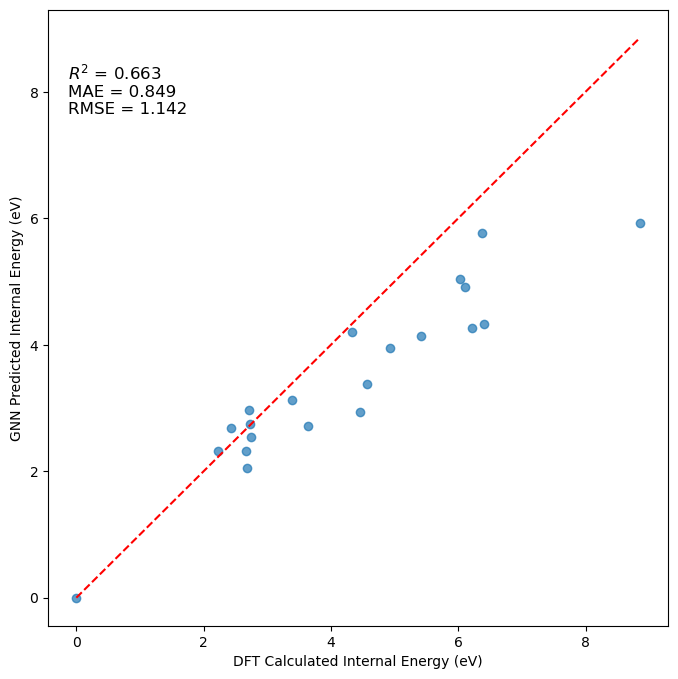 $R^2$ = 0.663
MAE = 0.849
RMSE = 1.142
GNN Predicted Internal Energy (eV)
8
6
4
2
0
0 2 4 6 8
DFT Calculated Internal Energy (eV)